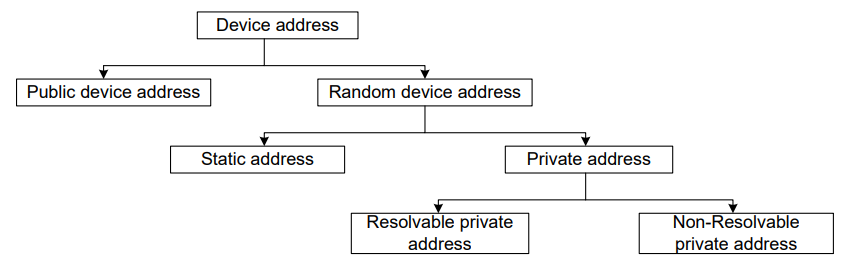 Device address
Public device address
Random device address
Static address
Private address
Resolvable private
address
Non-Resolvable
private address